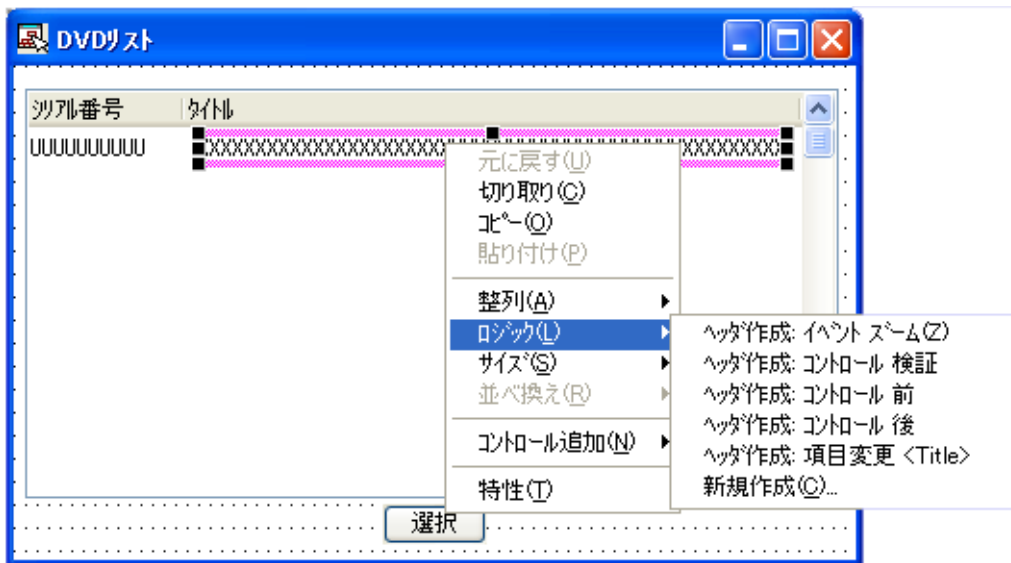 DVDリスト
シリアル番号 タイトル
UUUUUUUUUU
元に戻す(U)
切り取り(C)
コピー(O)
貼り付け(P)
整列(A)
ロジック(L)
サイズ(S)
並べ換え(R)
コントロール追加(N)
特性(T)
ヘッダ作成: イベント ズーム(Z)
ヘッダ作成: コントロール 検証
ヘッダ作成: コントロール 前
ヘッダ作成: コントロール 後
ヘッダ作成: 項目変更 <Title>
新規作成(C)...
選択